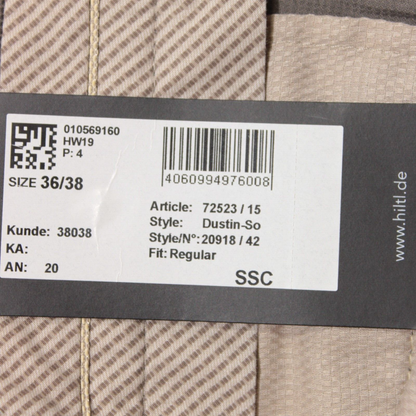 010569160
HW19
P: 4
SIZE 36/38
4060994976008
Article: 72523 / 15
Style: Dustin-So
Style/N°: 20918 / 42
Fit: Regular
Kunde: 38038
KA:
AN: 20
SSC
www.hiltl.de